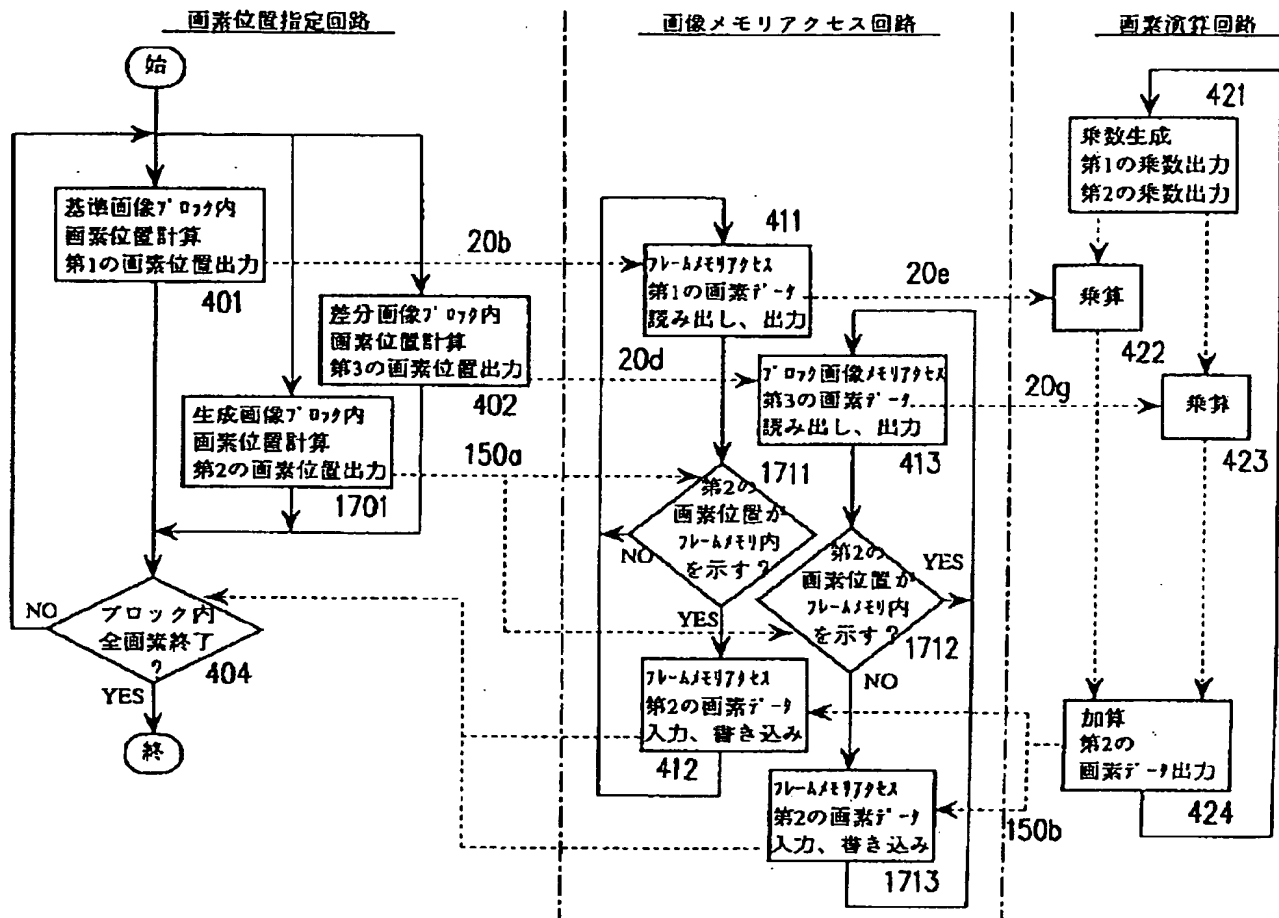 画素位置指定回路
始
基準画像ブロック内
画素位置計算
第1の画素位置出力
401
差分画像ブロック内
画素位置計算
第3の画素位置出力
402
生成画像ブロック内
画素位置計算
第2の画素位置出力
1701
NO
ブロック内
全画素終了
?
404
YES
終
20b
20d
150a
画像メモリアクセス回路
411
フレームメモリアクセス
第1の画素データ
読み出し、出力
ブロック画像メモリアクセス
第3の画素データ
読み出し、出力
413
1711
第2の
画素位置が
フレームメモリ内
を示す?
NO
YES
第2の
画素位置が
フレームメモリ内
を示す?
YES
1712
NO
フレームメモリアクセス
第2の画素データ
入力、書き込み
412
フレームメモリアクセス
第2の画素データ
入力、書き込み
1713
20e
20g
150b
画素演算回路
421
乗数生成
第1の乗数出力
第2の乗数出力
乗算
422
乗算
423
加算
第2の
画素データ出力
424